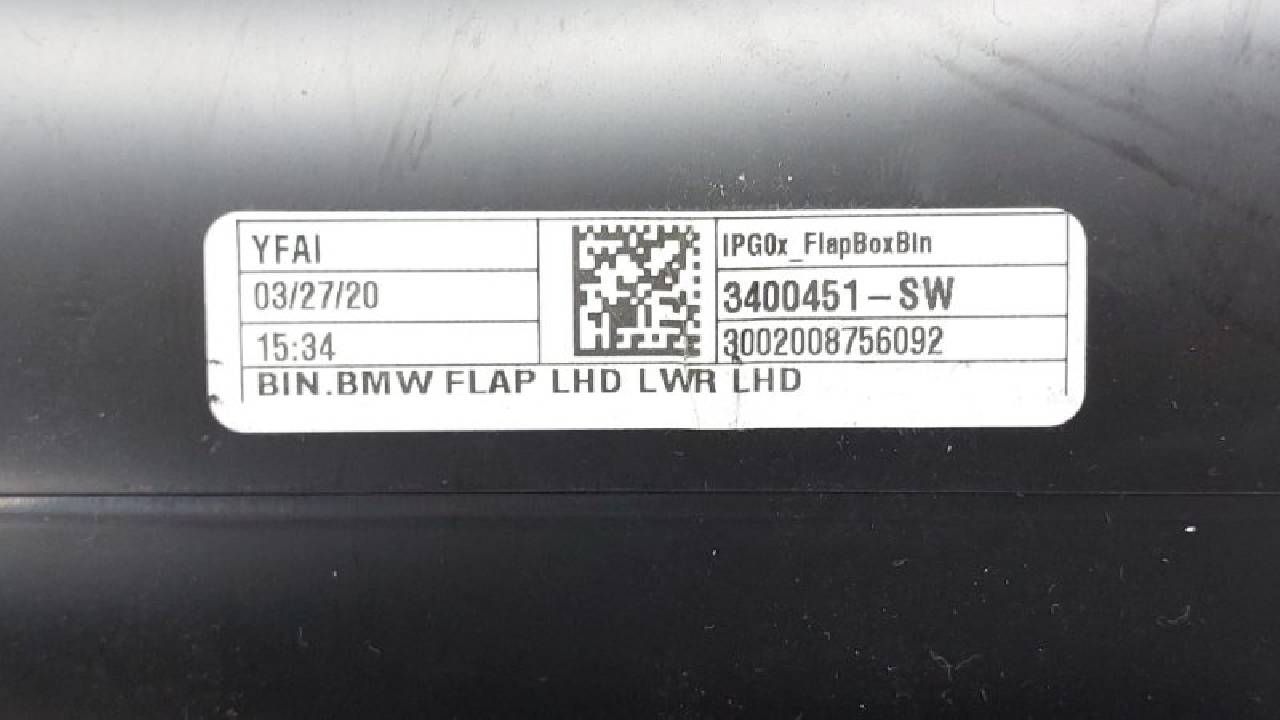 YFAI
03/27/20
15:34
IPG0x_FlapBoxBin
3400451-SW
3002008756092
BIN.BMW FLAP LHD LWR LHD